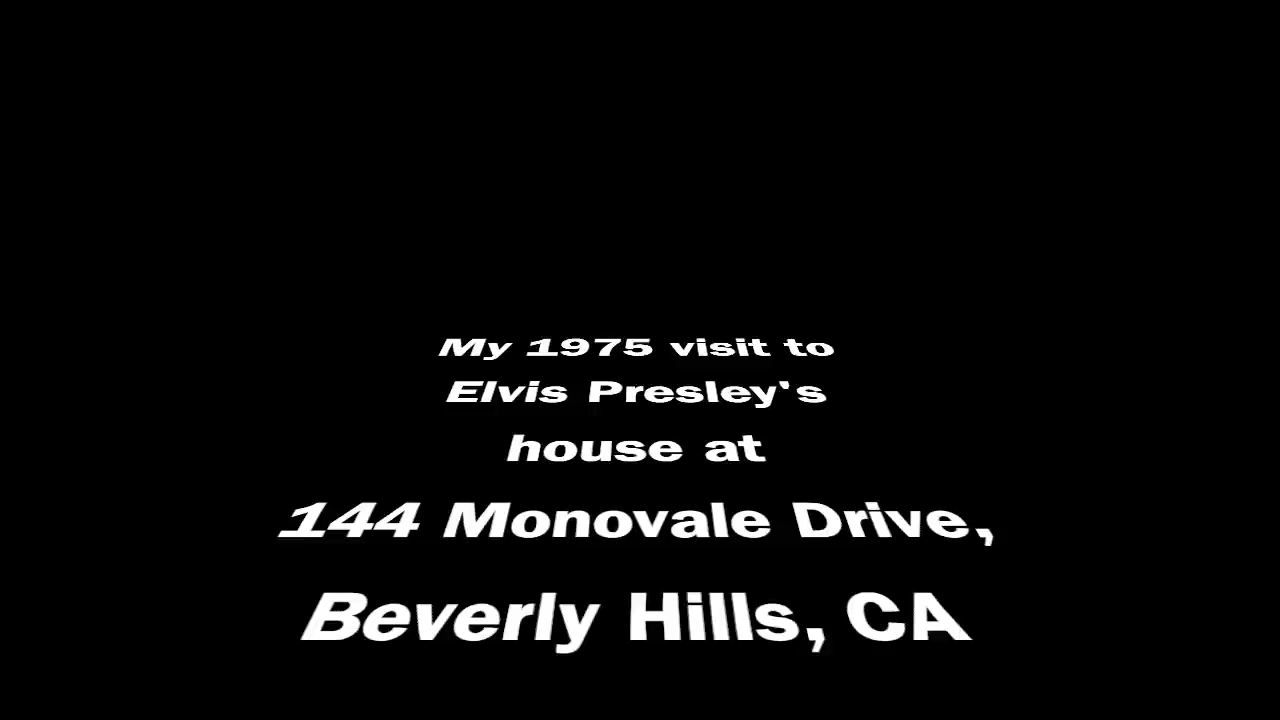 My 1975 visit to
Elvis Presley's
house at
144 Monovale Drive,
Beverly Hills, CA